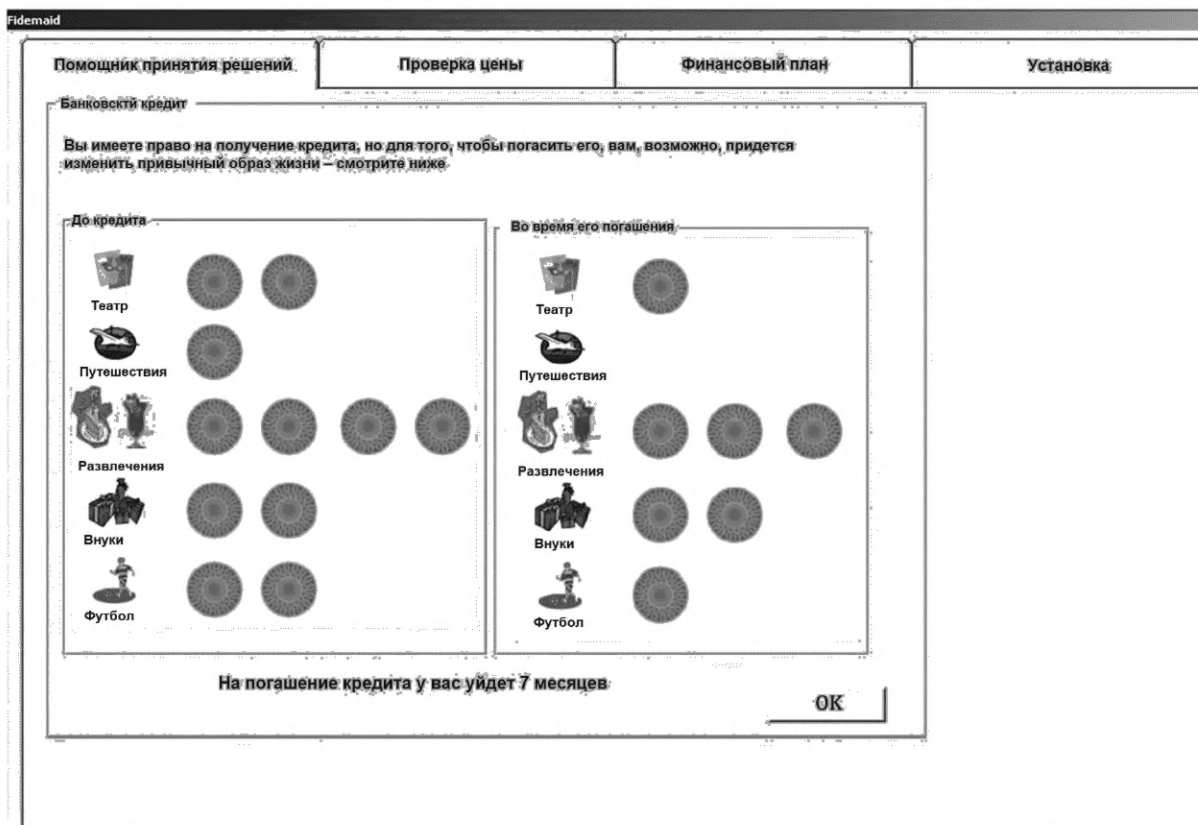 Fidemaid
Помощник принятия решений
Проверка цены
Финансовый план
Установка
Банковсктй кредит
Вы имеете право на получение кредита, но для того, чтобы погасить его, вам, возможно, придется
изменить привычный образ жизни – смотрите ниже
До кредита
Театр
Путешествия
Развлечения
Внуки
Футбол
Во время его погашения
Театр
Путешествия
Развлечения
Внуки
Футбол
На погашение кредита у вас уйдет 7 месяцев
OK